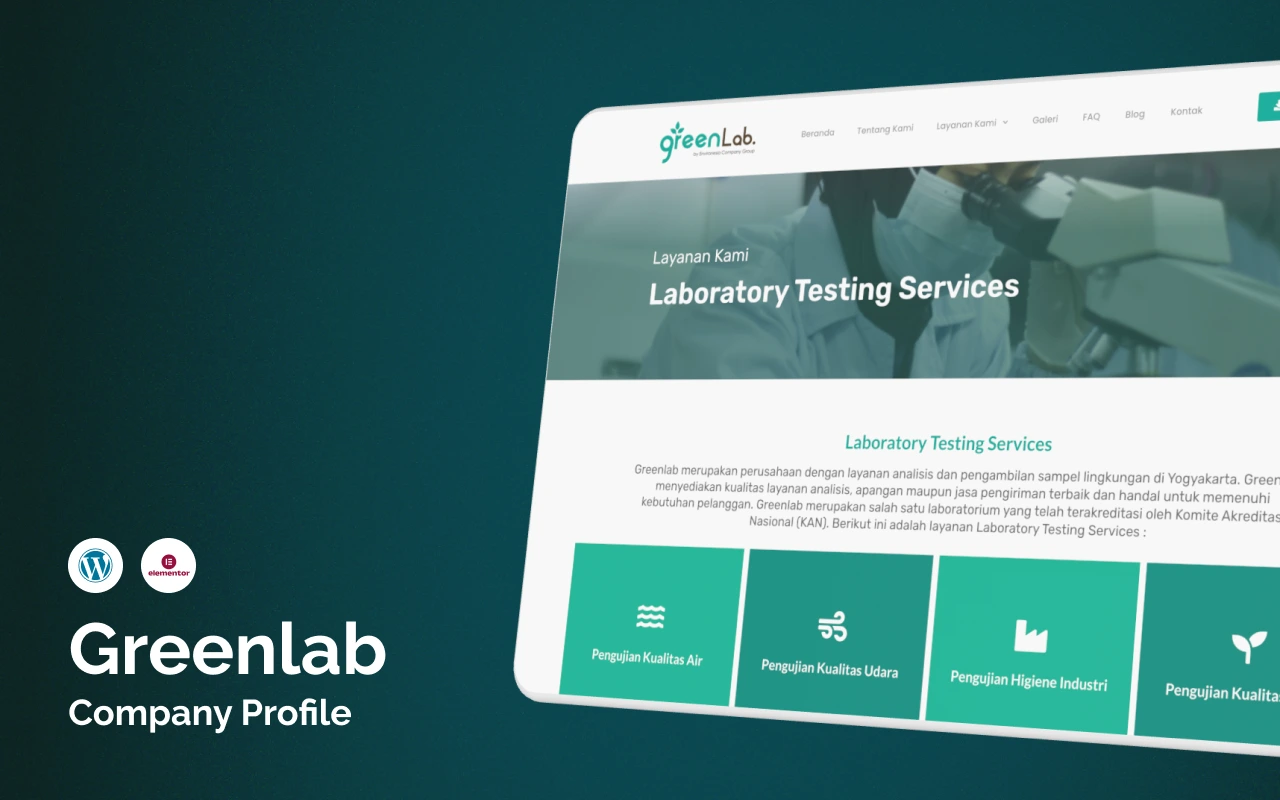 greenLab.
Beranda
Tentang Kami
Layanan Kami
Galeri
FAQ
Blog
Kontak
Layanan Kami
Laboratory Testing Services
Laboratory Testing Services
Greenlab merupakan perusahaan dengan layanan analisis dan pengambilan sampel lingkungan di Yogyakarta. Green
menyediakan kualitas layanan analisis, apangan maupun jasa pengiriman terbaik dan handal untuk memenuhi
kebutuhan pelanggan. Greenlab merupakan salah satu laboratorium yang telah terakreditasi oleh Komite Akreditas
Nasional (KAN). Berikut ini adalah layanan Laboratory Testing Services :
Pengujian Kualitas Air
Pengujian Kualitas Udara
Pengujian Higiene Industri
Pengujian Kualitas
elementor
Greenlab
Company Profile